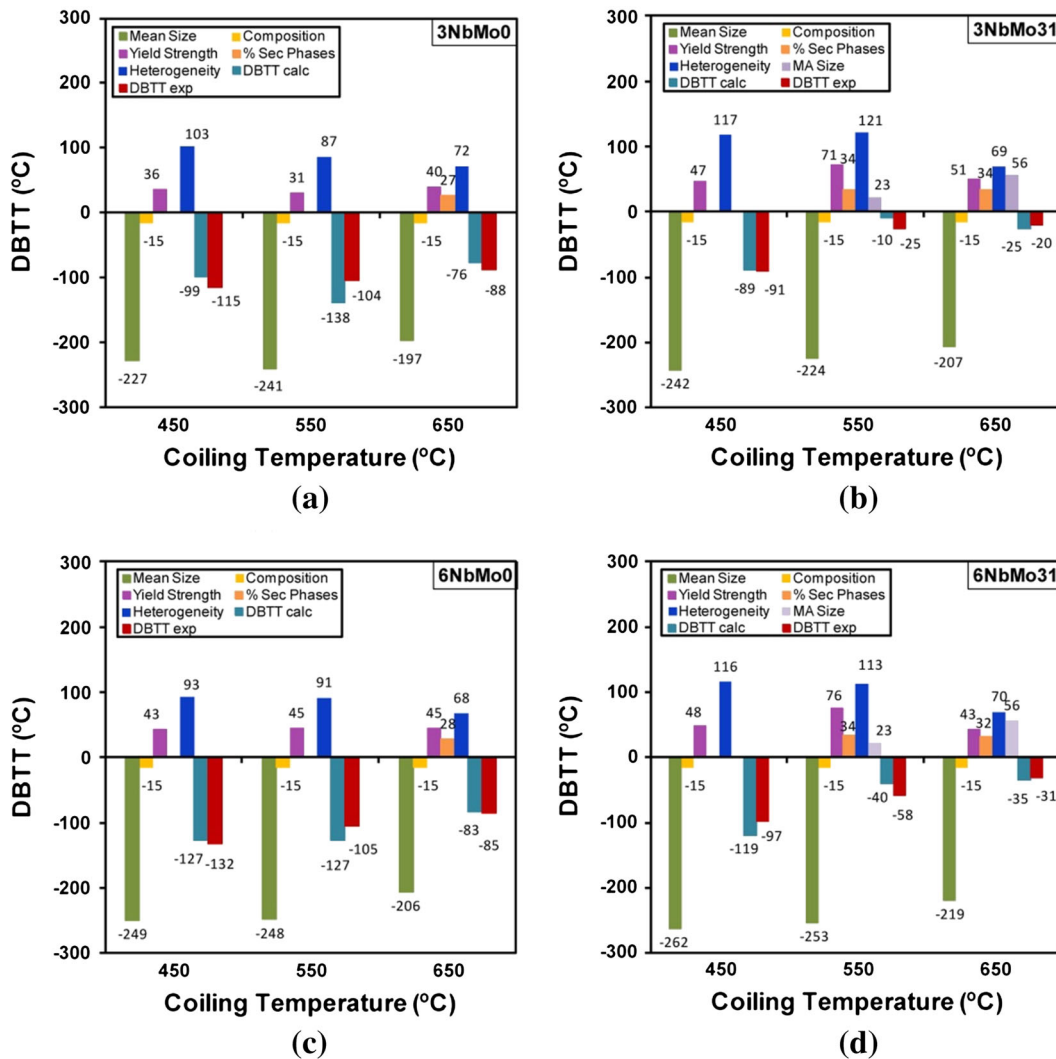 3NbMo0
Mean Size Composition
Yield Strength % Sec Phases
Heterogeneity DBTT calc
DBTT exp
DBTT (ºC)
300
200
100
0
-100
-200
-300
36 103 31 87 40 27 72
-15 -15 -15
-99 -115 -138 -104 -76 -88
-227 -241 -197
450 550 650
Coiling Temperature (ºC)
(a)
3NbMo31
Mean Size Composition
Yield Strength % Sec Phases
Heterogeneity MA Size
DBTT calc DBTT exp
DBTT (ºC)
300
200
100
0
-100
-200
-300
47 117 71 34 121 23 51 34 69 56
-15 -15 -10 -25 -15 -25 -20
-89 -91
-242 -224 -207
450 550 650
Coiling Temperature (ºC)
(b)
6NbMo0
Mean Size Composition
Yield Strength % Sec Phases
Heterogeneity DBTT calc
DBTT exp
DBTT (ºC)
300
200
100
0
-100
-200
-300
43 93 45 91 45 28 68
-15 -15 -15
-127 -132 -127 -105 -83 -85
-249 -248 -206
450 550 650
Coiling Temperature (ºC)
(c)
6NbMo31
Mean Size Composition
Yield Strength % Sec Phases
Heterogeneity MA Size
DBTT calc DBTT exp
DBTT (ºC)
300
200
100
0
-100
-200
-300
48 116 76 34 113 23 43 32 70 56
-15 -15 -40 -58 -15 -35 -31
-119 -97
-262 -253 -219
450 550 650
Coiling Temperature (ºC)
(d)